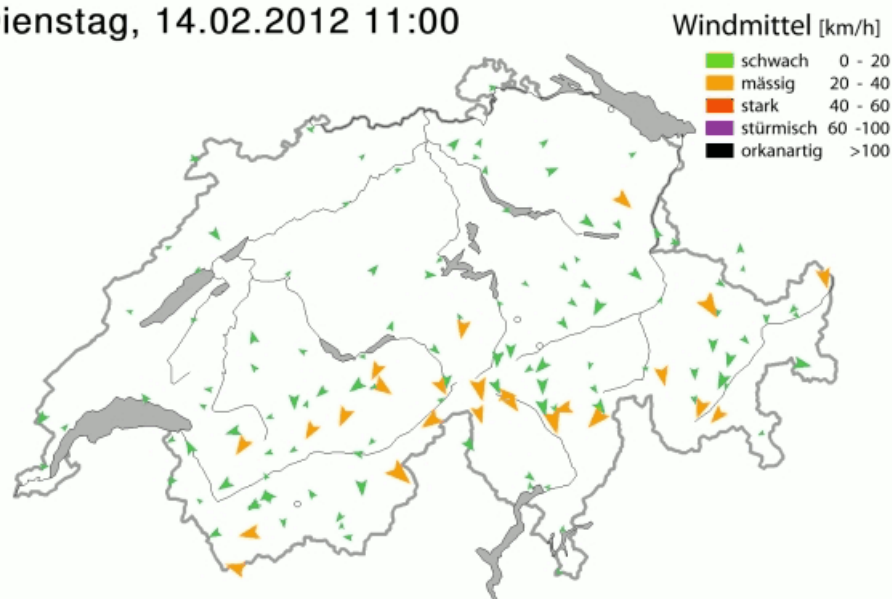 ienstag, 14.02.2012 11:00
Windmittel [km/h]
schwach 0 - 20
mässig 20 - 40
stark 40 - 60
stürmisch 60 -100
orkanartig >100